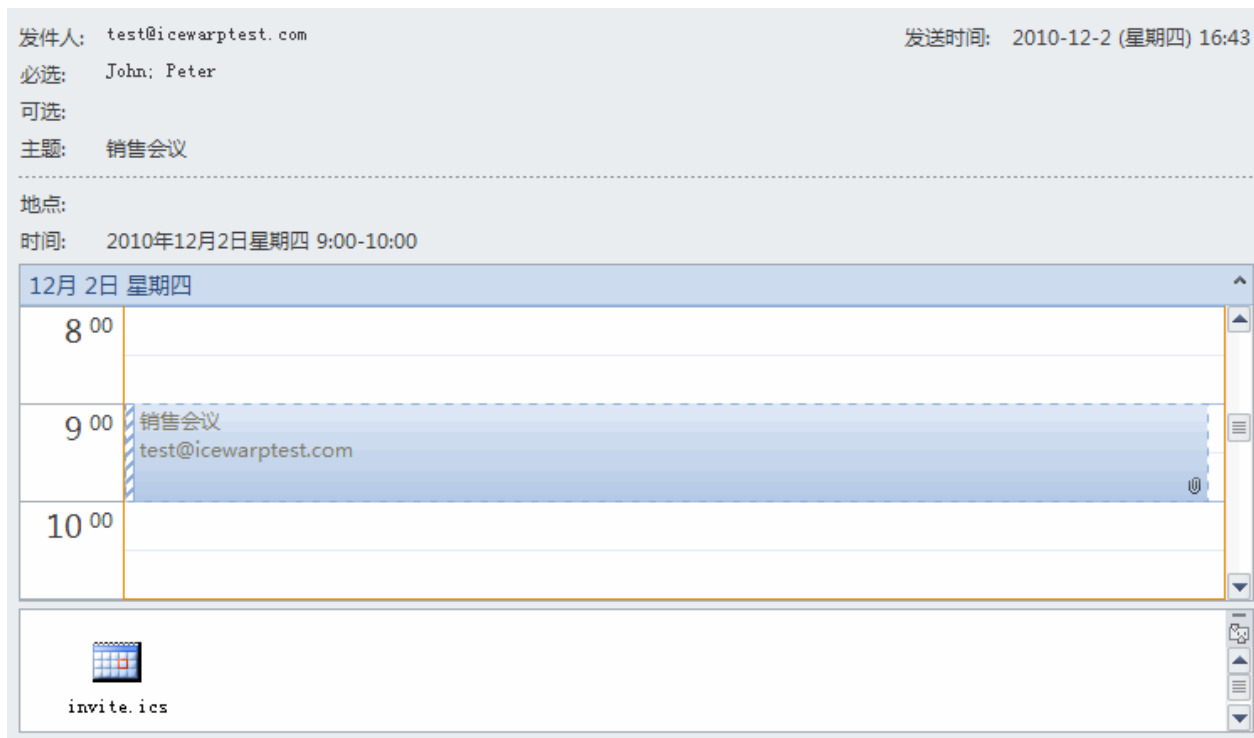 发件人: test@icewarptest.com 发送时间: 2010-12-2 (星期四) 16:43
必选: John; Peter
可选:
主题: 销售会议
地点:
时间: 2010年12月2日星期四 9:00-10:00
12月 2日 星期四
8 00
9 00 销售会议
test@icewarptest.com
10 00
invite.ics